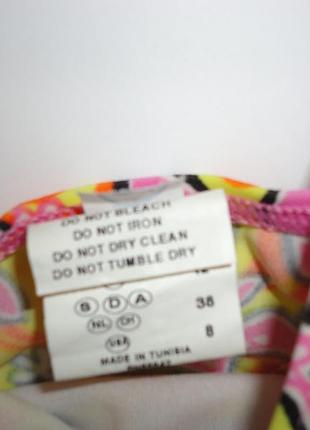 DO NOT BLEACH
DO NOT IRON
DO NOT DRY CLEAN
DO NOT TUMBLE DRY
S D A 38
NL CH
USA 8
MADE IN TUNISIA